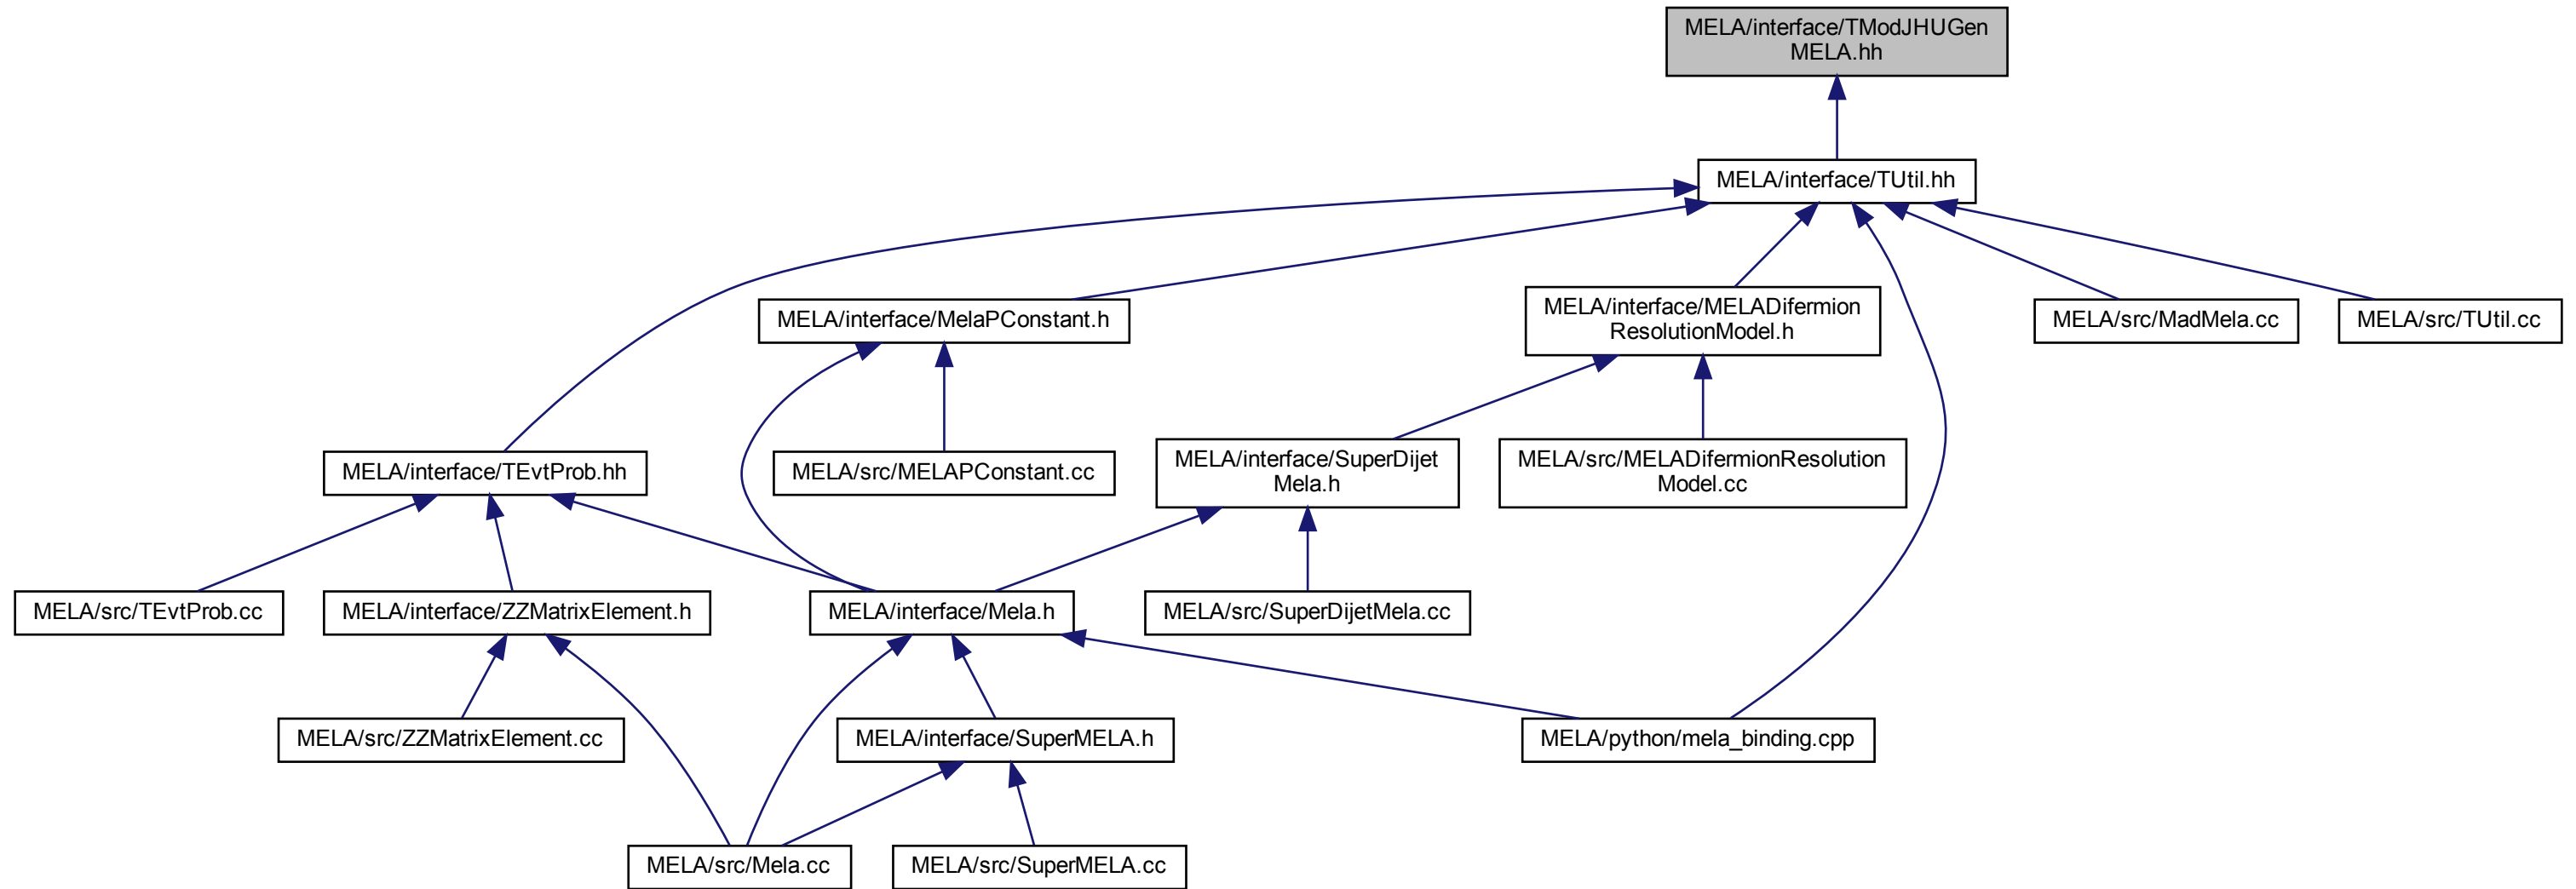 MELA/interface/TModJHUGen
MELA.hh
MELA/interface/TUtil.hh
MELA/interface/MelaPConstant.h
MELA/interface/MELADifermion
ResolutionModel.h
MELA/src/MadMela.cc
MELA/src/TUtil.cc
MELA/interface/TEvtProb.hh
MELA/src/MELAPConstant.cc
MELA/interface/SuperDijet
Mela.h
MELA/src/MELADifermionResolution
Model.cc
MELA/src/TEvtProb.cc
MELA/interface/ZZMatrixElement.h
MELA/interface/Mela.h
MELA/src/SuperDijetMela.cc
MELA/src/ZZMatrixElement.cc
MELA/interface/SuperMELA.h
MELA/python/mela_binding.cpp
MELA/src/Mela.cc
MELA/src/SuperMELA.cc